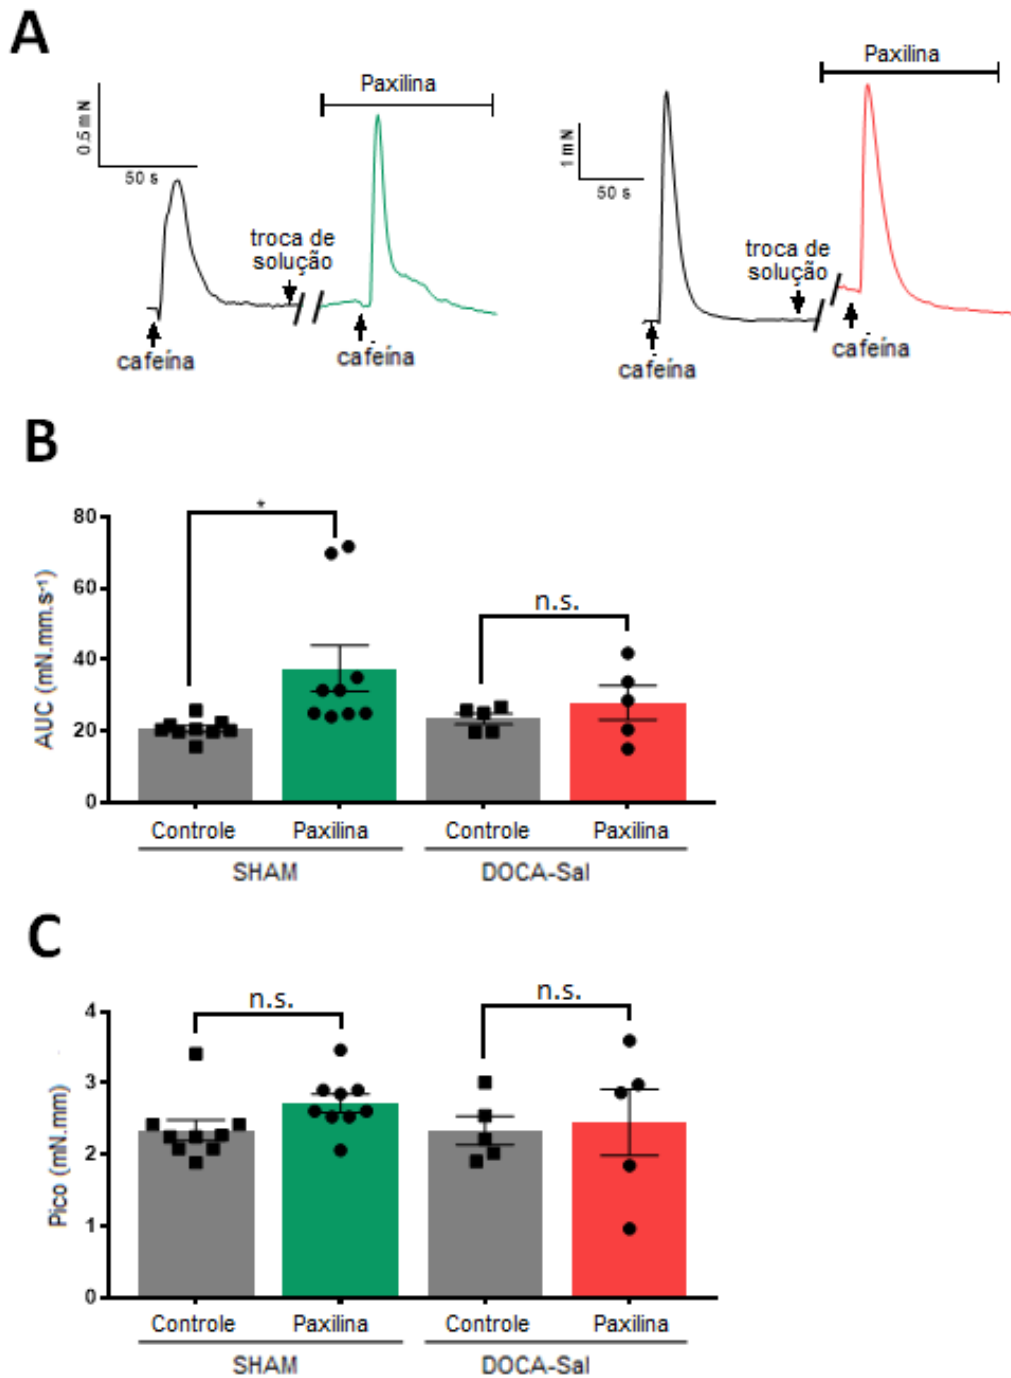 A
Paxilina
Paxilina
0.5 mN
50 s
1 mN
50 s
troca de
solução
troca de
solução
cafeína
cafeína
cafeína
cafeína
B
AUC (mN.mm.s⁻¹)
80
60
40
20
0
*
n.s.
Controle Paxilina Controle Paxilina
SHAM DOCA-Sal
C
Pico (mN.mm)
4
3
2
1
0
n.s.
n.s.
Controle Paxilina Controle Paxilina
SHAM DOCA-Sal